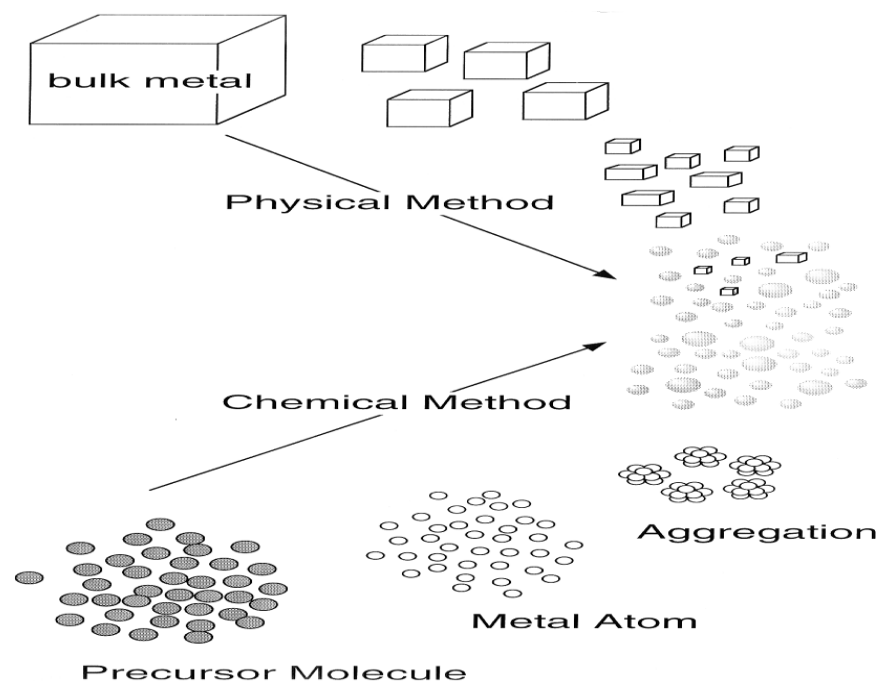 bulk metal
Physical Method
Chemical Method
Aggregation
Metal Atom
Precursor Molecule